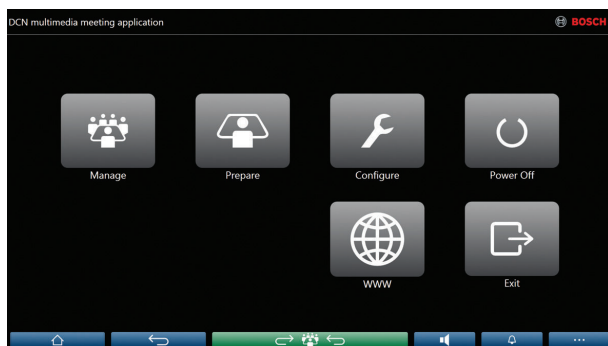 DCN multimedia meeting application
BOSCH
Manage
Prepare
Configure
Power Off
WWW
Exit